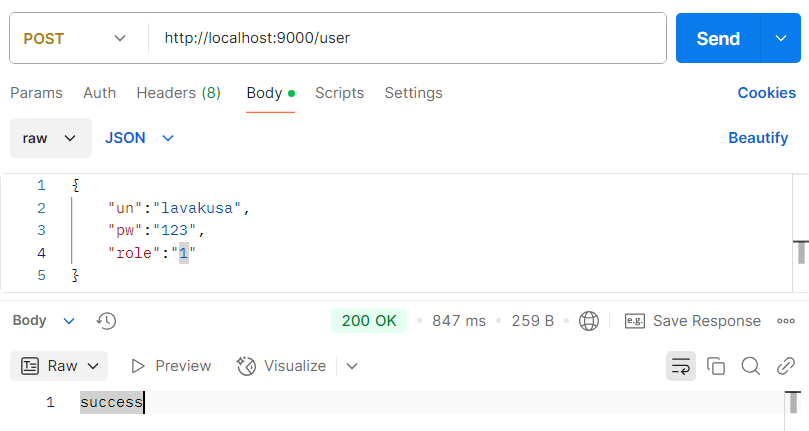 POST http://localhost:9000/user Send
Params Auth Headers (8) Body Scripts Settings Cookies
raw JSON Beautify
1 {
2 "un":"lavakusa",
3 "pw":"123",
4 "role":"1"
5 }
Body 200 OK 847 ms 259 B e.g. Save Response
Raw Preview Visualize
1 success